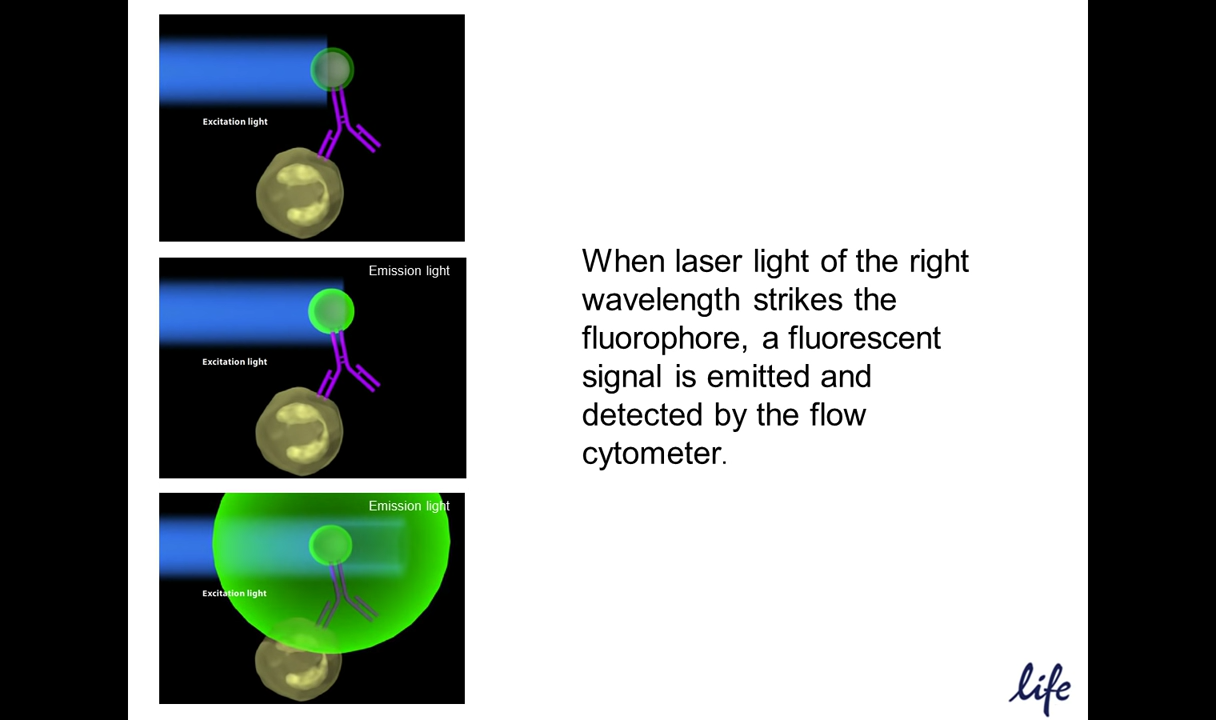 Excitation light
Emission light
Excitation light
Emission light
Excitation light
When laser light of the right
wavelength strikes the
fluorophore, a fluorescent
signal is emitted and
detected by the flow
cytometer.
life